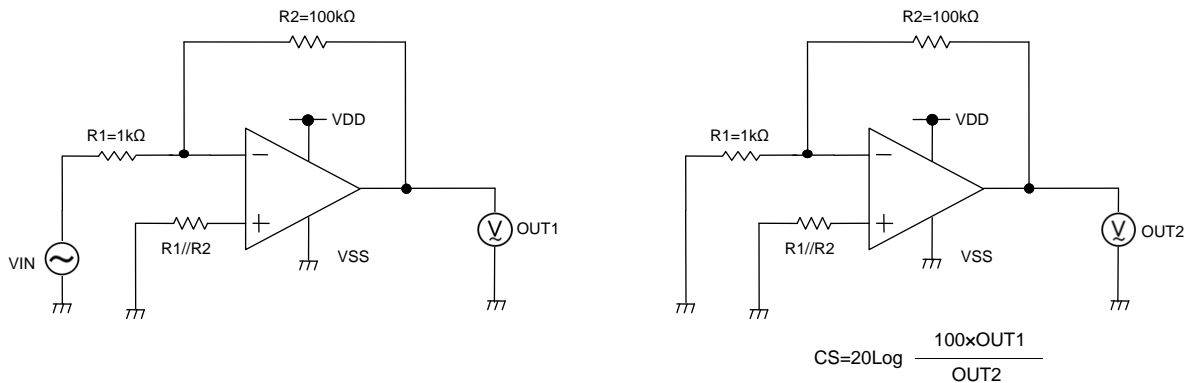 R2=100kΩ
VDD
R1=1kΩ
R1//R2
VSS
VIN
V
OUT1
R2=100kΩ
VDD
R1=1kΩ
R1//R2
VSS
V
OUT2
CS=20Log 100×OUT1
OUT2